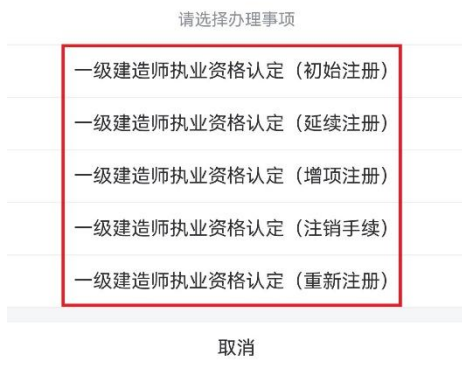 请选择办理事项
一级建造师执业资格认定（初始注册）
一级建造师执业资格认定（延续注册）
一级建造师执业资格认定（增项注册）
一级建造师执业资格认定（注销手续）
一级建造师执业资格认定（重新注册）
取消